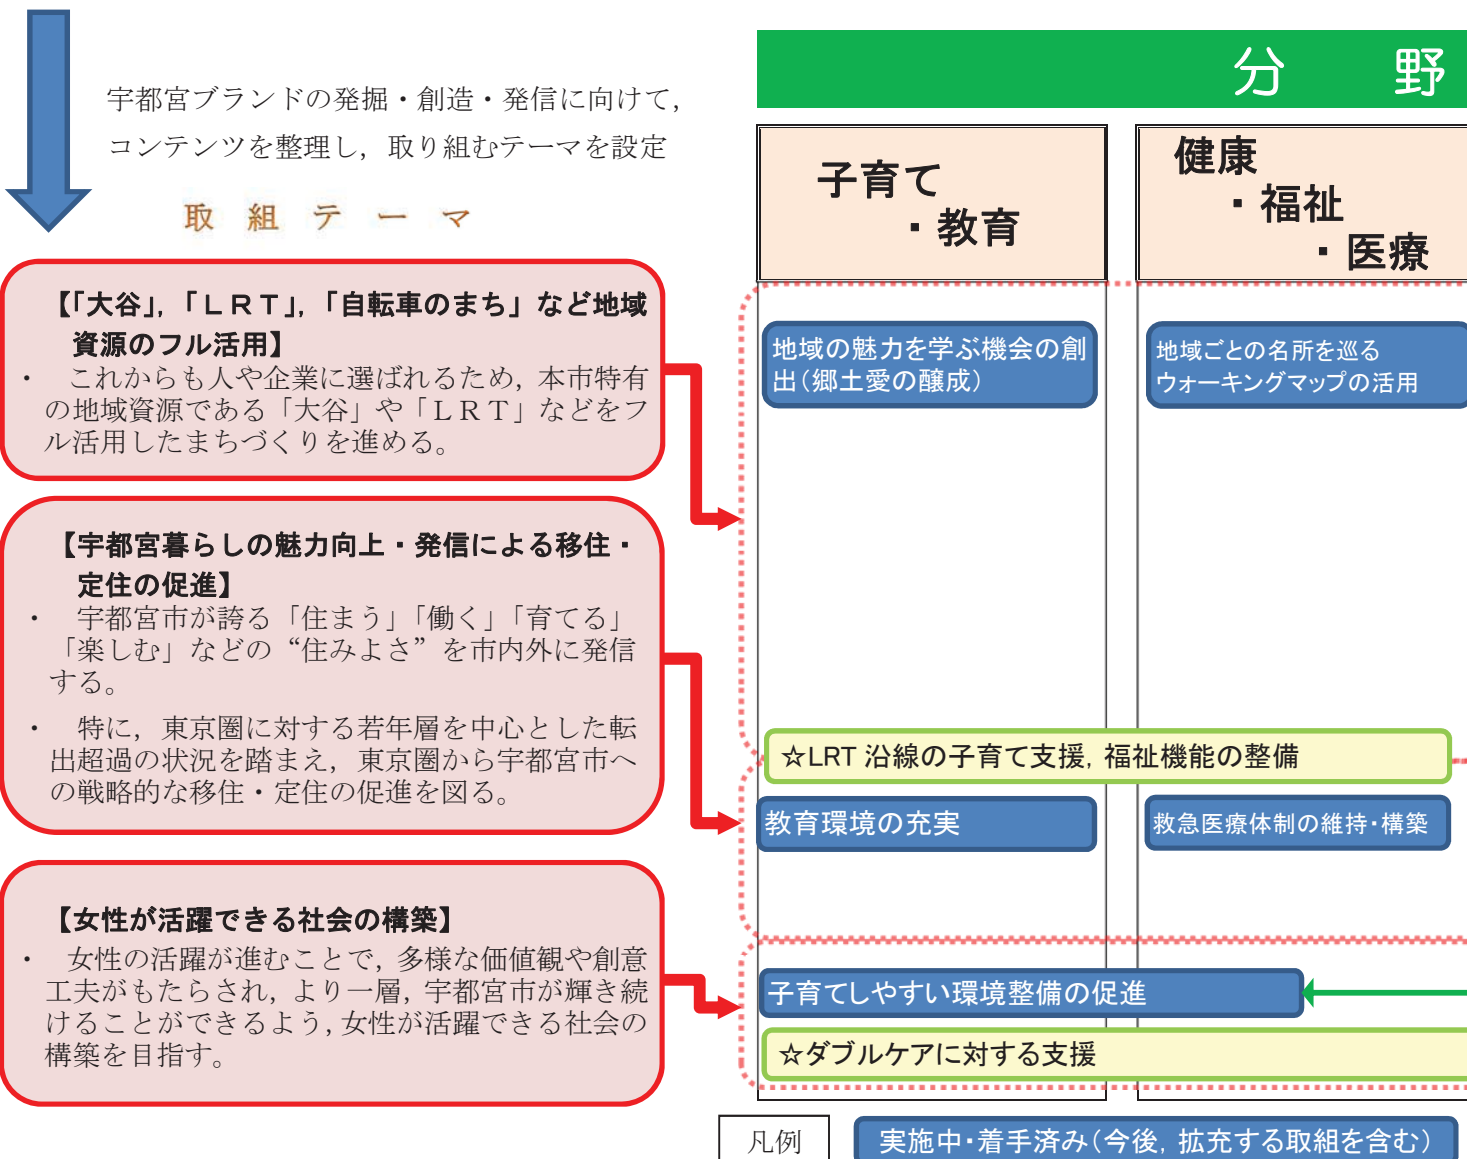 宇都宮ブランドの発掘・創造・発信に向けて,
コンテンツを整理し，取り組むテーマを設定
取組テーマ
【「大谷」，「ＬＲＴ」，「自転車のまち」など地域
資源のフル活用】
・　これからも人や企業に選ばれるため，本市特有
の地域資源である「大谷」や「ＬＲＴ」などをフ
ル活用したまちづくりを進める。
【宇都宮暮らしの魅力向上・発信による移住・
定住の促進】
・　宇都宮市が誇る「住まう」「働く」「育てる」
「楽しむ」などの“住みよさ”を市内外に発信
する。
・　特に，東京圏に対する若年層を中心とした転
出超過の状況を踏まえ，東京圏から宇都宮市へ
の戦略的な移住・定住の促進を図る。
【女性が活躍できる社会の構築】
・　女性の活躍が進むことで，多様な価値観や創意
工夫がもたらされ，より一層，宇都宮市が輝き続
けることができるよう，女性が活躍できる社会の
構築を目指す。
分　野
子育て
・教育
健康
・福祉
・医療
地域の魅力を学ぶ機会の創
出（郷土愛の醸成）
地域ごとの名所を巡る
ウォーキングマップの活用
☆LRT 沿線の子育て支援，福祉機能の整備
教育環境の充実
救急医療体制の維持・構築
子育てしやすい環境整備の促進
☆ダブルケアに対する支援
凡例
実施中・着手済み（今後，拡充する取組を含む）